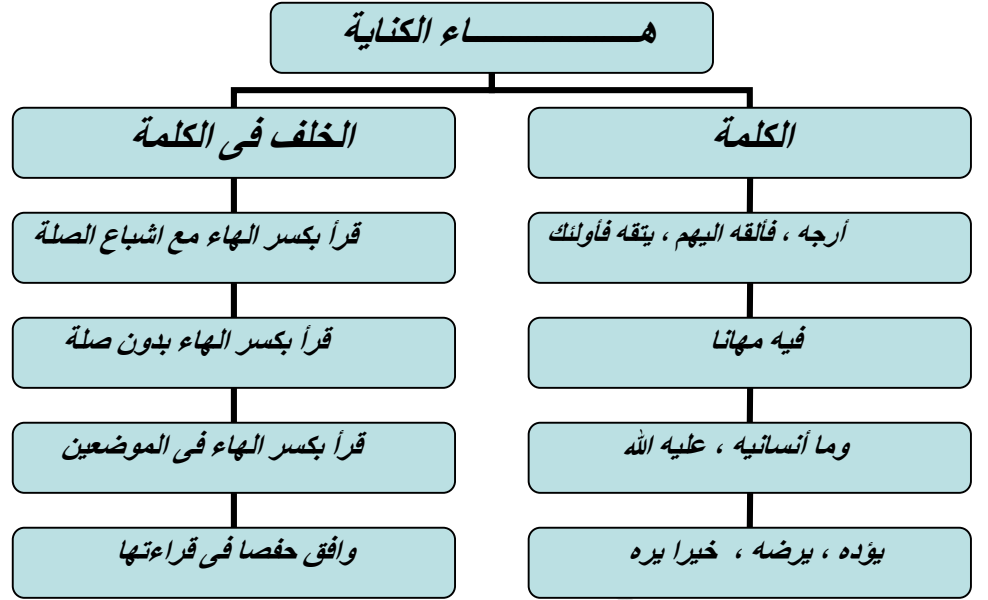 هـــــــــاء الكناية
الكلمة
الخلف فى الكلمة
أرجه ، فألقه اليهم ، يتقه فأولئك
قرأ بكسر الهاء مع اشباع الصلة
فيه مهانا
قرأ بكسر الهاء بدون صلة
وما أنسانيه ، عليه الله
قرأ بكسر الهاء فى الموضعين
يؤده ، يرضه ، خيرا يره
وافق حفصا فى قراءتها